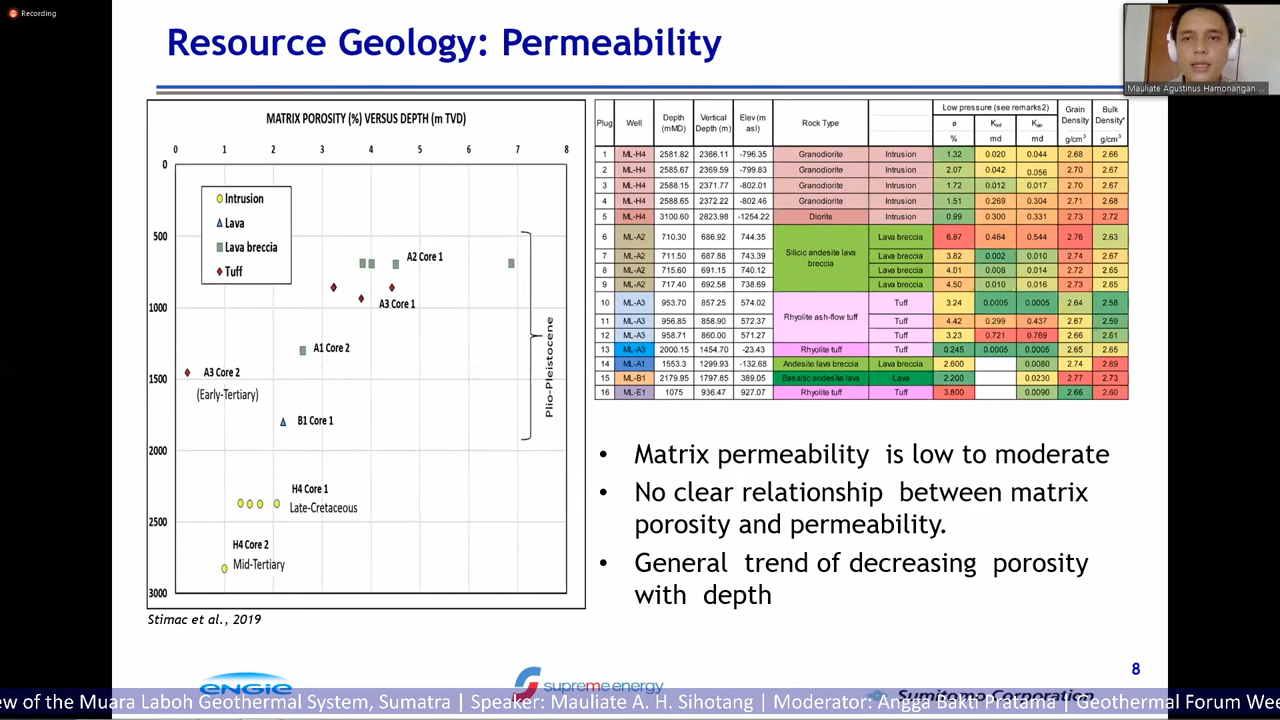 Recording
Resource Geology: Permeability
Mauliate Agustinus Hamonangan ...
MATRIX POROSITY (%) VERSUS DEPTH (m TVD)
0 1 2 3 4 5 6 7 8
0
500
1000
1500
2000
2500
3000
Intrusion
Lava
Lava breccia
Tuff
A2 Core 1
A3 Core 1
A1 Core 2
A3 Core 2
(Early-Tertiary)
B1 Core 1
H4 Core 1
Late-Cretaceous
H4 Core 2
Mid-Tertiary
Plio-Pleistocene
Stimac et al., 2019
Plug Well Depth (mMD) Vertical Depth (m) Elev (m asl) Rock Type Low pressure (see remarks2) Grain Density Bulk Density*
ø Kinf Kair
% md md g/cm³ g/cm³
1 ML-H4 2581.82 2366.11 -796.35 Granodiorite Intrusion 1.32 0.020 0.044 2.68 2.66
2 ML-H4 2585.67 2369.59 -799.83 Granodiorite Intrusion 2.07 0.042 0.056 2.70 2.67
3 ML-H4 2588.15 2371.77 -802.01 Granodiorite Intrusion 1.72 0.012 0.017 2.70 2.67
4 ML-H4 2588.65 2372.22 -802.46 Granodiorite Intrusion 1.51 0.269 0.304 2.71 2.68
5 ML-H4 3100.60 2823.98 -1254.22 Diorite Intrusion 0.99 0.300 0.331 2.73 2.72
6 ML-A2 710.30 686.92 744.35 Silicic andesite lava breccia Lava breccia 6.87 0.464 0.544 2.76 2.63
7 ML-A2 711.50 687.88 743.39 Lava breccia 3.82 0.002 0.010 2.74 2.67
8 ML-A2 715.60 691.15 740.12 Lava breccia 4.01 0.008 0.014 2.72 2.65
9 ML-A2 717.40 692.58 738.69 Lava breccia 4.50 0.010 0.016 2.73 2.65
10 ML-A3 953.70 857.25 574.02 Rhyolite ash-flow tuff Tuff 3.24 0.0005 0.0005 2.64 2.58
11 ML-A3 956.85 858.90 572.37 Tuff 4.42 0.299 0.437 2.67 2.59
12 ML-A3 958.71 860.00 571.27 Tuff 3.23 0.721 0.769 2.66 2.61
13 ML-A3 2000.15 1454.70 -23.43 Rhyolite tuff Tuff 0.245 0.0005 0.0005 2.65 2.65
14 ML-A1 1553.3 1299.93 -132.68 Andesite lava breccia Lava breccia 2.600 0.0080 2.74 2.69
15 ML-B1 2179.95 1797.85 389.05 Basaltic andesite lava Lava 2.200 0.0230 2.77 2.73
16 ML-E1 1075 936.47 927.07 Rhyolite tuff Tuff 3.800 0.0090 2.66 2.60
• Matrix permeability is low to moderate
• No clear relationship between matrix
porosity and permeability.
• General trend of decreasing porosity
with depth
8
ENGIE
supreme energy
Sumitomo Corporation
ew of the Muara Laboh Geothermal System, Sumatra | Speaker: Mauliate A. H. Sihotang | Moderator: Angga Bakti Pratama | Geothermal Forum Wee